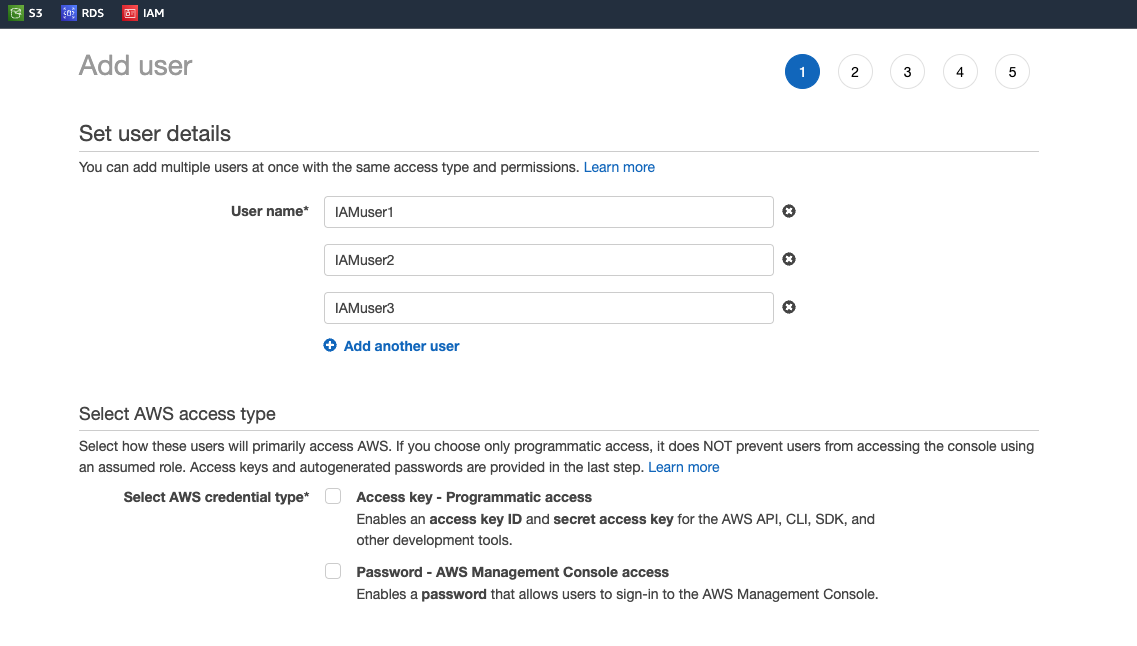 S3 RDS IAM
Add user
1 2 3 4 5
Set user details
You can add multiple users at once with the same access type and permissions. Learn more
User name* IAMuser1
IAMuser2
IAMuser3
Add another user
Select AWS access type
Select how these users will primarily access AWS. If you choose only programmatic access, it does NOT prevent users from accessing the console using
an assumed role. Access keys and autogenerated passwords are provided in the last step. Learn more
Select AWS credential type* Access key - Programmatic access
Enables an access key ID and secret access key for the AWS API, CLI, SDK, and
other development tools.
Password - AWS Management Console access
Enables a password that allows users to sign-in to the AWS Management Console.